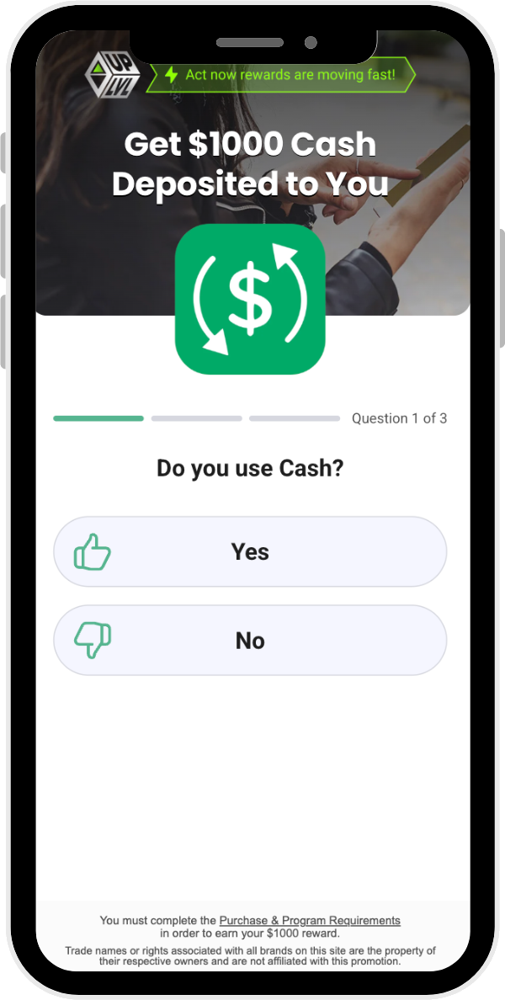 UP
LVL
Act now rewards are moving fast!
Get $1000 Cash
Deposited to You
$
Question 1 of 3
Do you use Cash?
Yes
No
You must complete the Purchase & Program Requirements
in order to earn your $1000 reward.
Trade names or rights associated with all brands on this site are the property of
their respective owners and are not affiliated with this promotion.